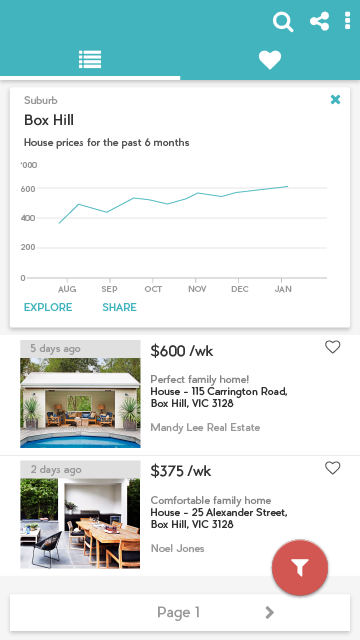 Suburb
Box Hill
House prices for the past 6 months
'000
600
400
200
0
AUG SEP OCT NOV DEC JAN
EXPLORE SHARE
5 days ago
$600 /wk
Perfect family home!
House - 115 Carrington Road,
Box Hill, VIC 3128
Mandy Lee Real Estate
2 days ago
$375 /wk
Comfortable family home
House - 25 Alexander Street,
Box Hill, VIC 3128
Noel Jones
Page 1